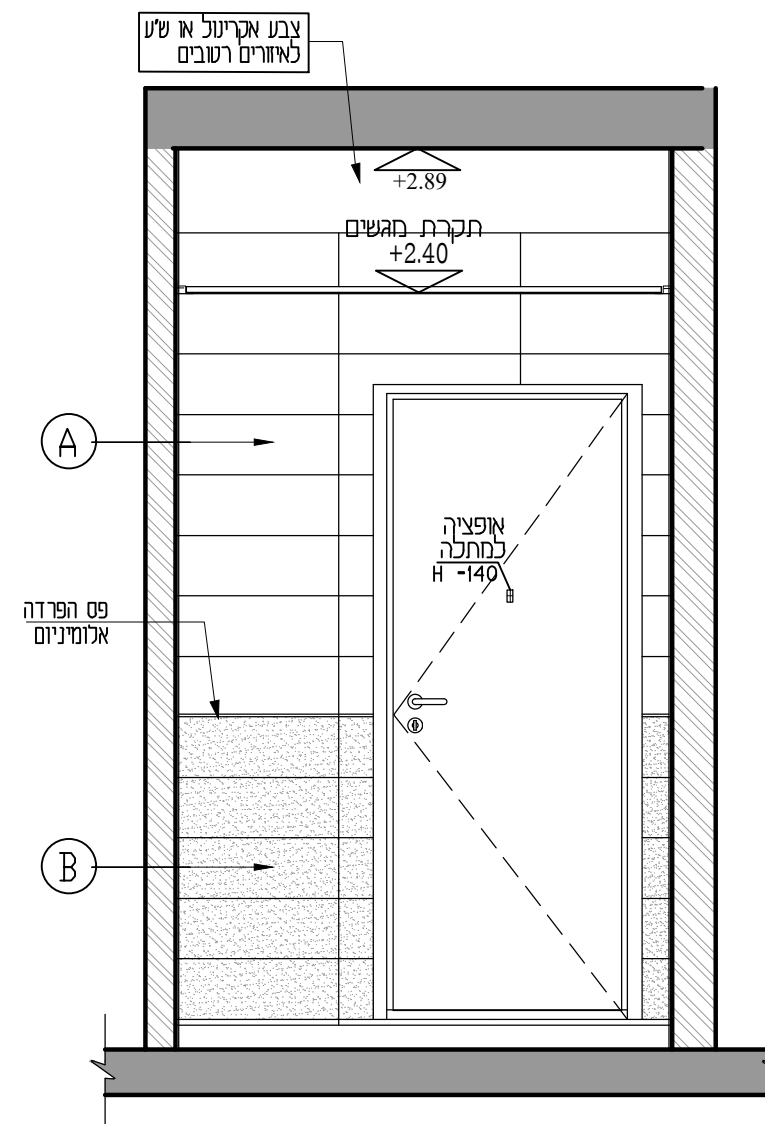 צבע אקרינול או ש"ע
לאיזורים רטובים
+2.89
תקרת מגשים
+2.40
A
אופציה
למתלה
H -140
פס הפרדה
אלומיניום
B